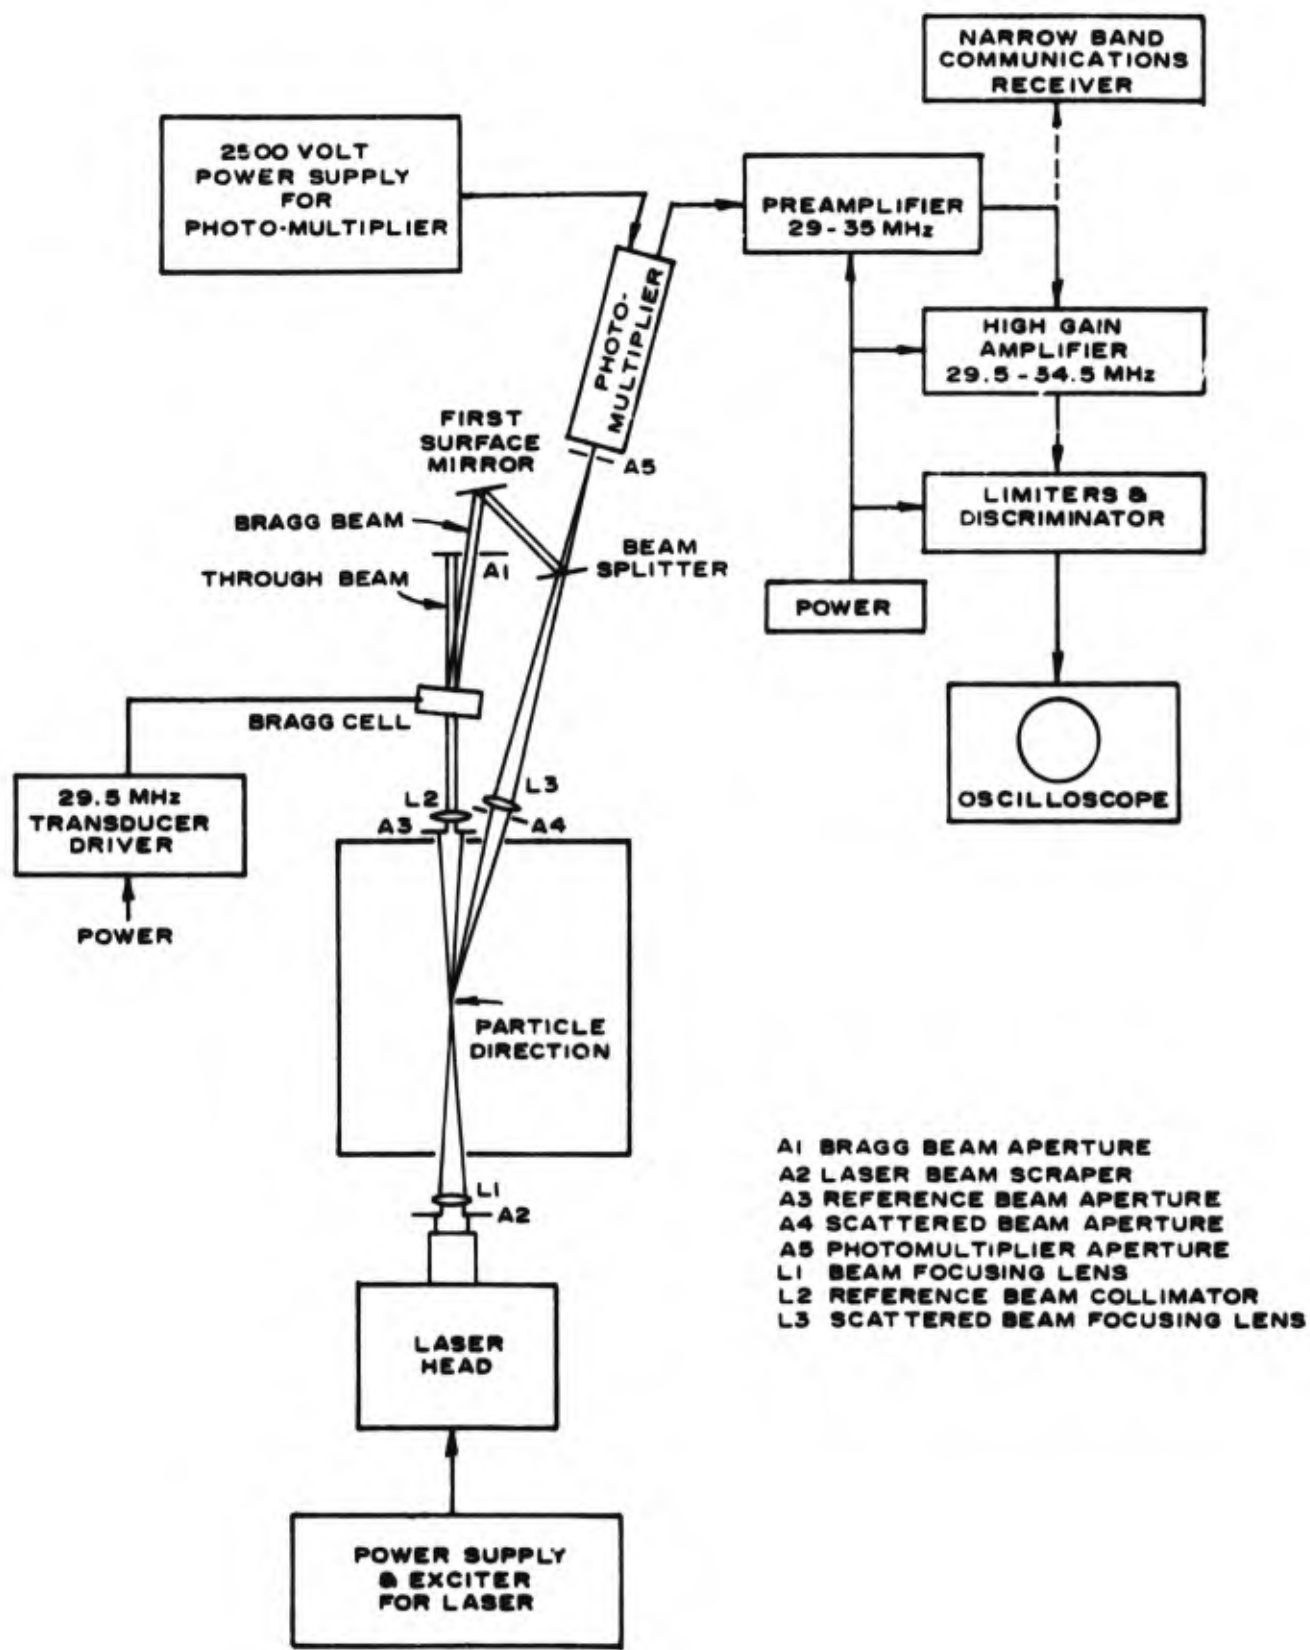 NARROW BAND
COMMUNICATIONS
RECEIVER
2500 VOLT
POWER SUPPLY
FOR
PHOTO-MULTIPLIER
PREAMPLIFIER
29-35 MHz
PHOTO-
MULTIPLIER
HIGH GAIN
AMPLIFIER
29.5-34.5 MHz
FIRST
SURFACE
MIRROR
A5
LIMITERS &
DISCRIMINATOR
BRAGG BEAM
A1
BEAM
SPLITTER
THROUGH BEAM
POWER
BRAGG CELL
29.5 MHz
TRANSDUCER
DRIVER
L2
L3
A3
A4
OSCILLOSCOPE
POWER
PARTICLE
DIRECTION
L1
A2
A1 BRAGG BEAM APERTURE
A2 LASER BEAM SCRAPER
A3 REFERENCE BEAM APERTURE
A4 SCATTERED BEAM APERTURE
A5 PHOTOMULTIPLIER APERTURE
L1 BEAM FOCUSING LENS
L2 REFERENCE BEAM COLLIMATOR
L3 SCATTERED BEAM FOCUSING LENS
LASER
HEAD
POWER SUPPLY
& EXCITER
FOR LASER